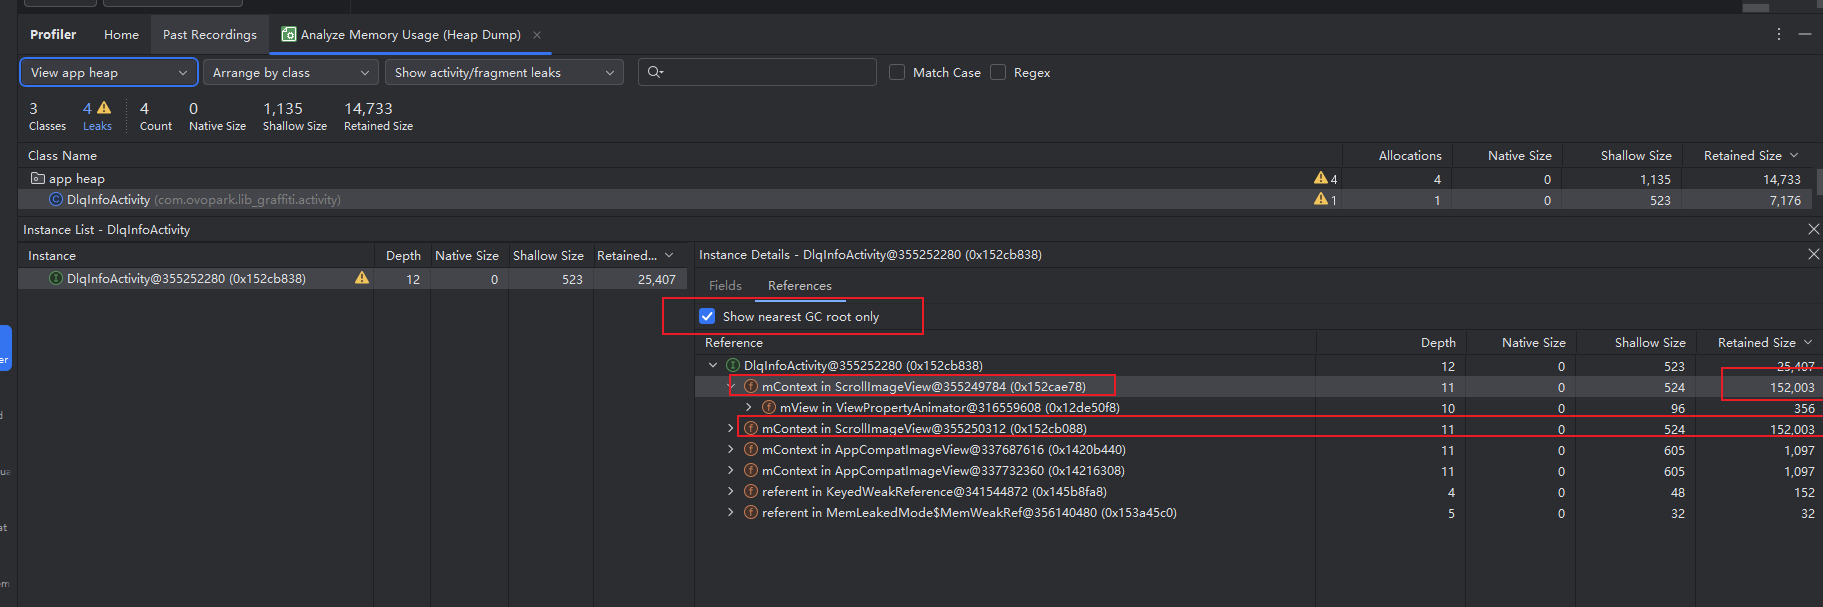 Profiler Home Past Recordings Analyze Memory Usage (Heap Dump)
View app heap Arrange by class Show activity/fragment leaks Match Case Regex
3 4 4 0 1,135 14,733
Classes Leaks Count Native Size Shallow Size Retained Size
Class Name Allocations Native Size Shallow Size Retained Size
app heap 4 4 0 1,135 14,733
DlqInfoActivity (com.ovopark.lib_graffiti.activity) 1 1 0 523 7,176
Instance List - DlqInfoActivity
Instance Depth Native Size Shallow Size Retained...
DlqInfoActivity@355252280 (0x152cb838) 12 0 523 25,407
Instance Details - DlqInfoActivity@355252280 (0x152cb838)
Fields References
Show nearest GC root only
Reference Depth Native Size Shallow Size Retained Size
DlqInfoActivity@355252280 (0x152cb838) 12 0 523 25,407
mContext in ScrollImageView@355249784 (0x152cae78) 11 0 524 152,003
mView in ViewPropertyAnimator@316559608 (0x12de50f8) 10 0 96 356
mContext in ScrollImageView@355250312 (0x152cb088) 11 0 524 152,003
mContext in AppCompatImageView@337687616 (0x1420b440) 11 0 605 1,097
mContext in AppCompatImageView@337732360 (0x14216308) 11 0 605 1,097
referent in KeyedWeakReference@341544872 (0x145b8fa8) 4 0 48 152
referent in MemLeakedMode$MemWeakRef@356140480 (0x153a45c0) 5 0 32 32